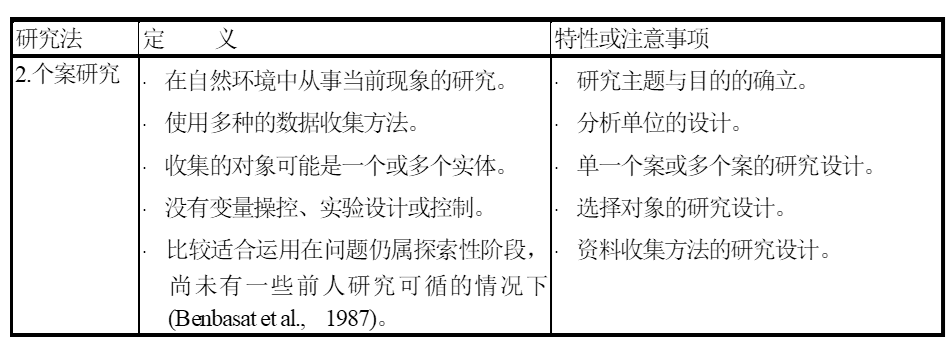 研究法 定 义 特性或注意事项
2.个案研究 · 在自然环境中从事当前现象的研究。 · 研究主题与目的的确立。
· 使用多种的数据收集方法。 · 分析单位的设计。
· 收集的对象可能是一个或多个实体。 · 单一个案或多个案的研究设计。
· 没有变量操控、实验设计或控制。 · 选择对象的研究设计。
· 比较适合运用在问题仍属探索性阶段， · 资料收集方法的研究设计。
尚未有一些前人研究可循的情况下
(Benbasat et al., 1987)。